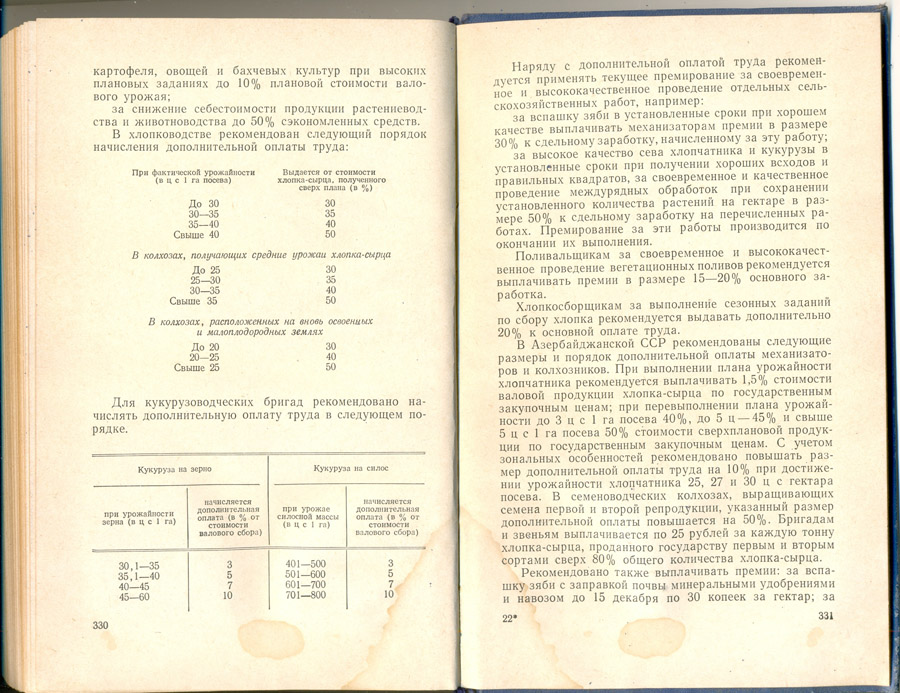 картофеля, овощей и бахчевых культур при высоких
плановых заданиях до 10% плановой стоимости вало-
вого урожая;
за снижение себестоимости продукции растениевод-
ства и животноводства до 50% сэкономленных средств.
В хлопководстве рекомендован следующий порядок
начисления дополнительной оплаты труда:
При фактической урожайности Выдается от стоимости
(в ц с 1 га посева) хлопка-сырца, полученного
сверх плана (в %)
До 30 30
30—35 35
35—40 40
Свыше 40 50
В колхозах, получающих средние урожаи хлопка-сырца
До 25 30
25—30 35
30—35 40
Свыше 35 50
В колхозах, расположенных на вновь освоенцых
и малоплодородных землях
До 20 30
20—25 40
Свыше 25 50
Для кукурузоводческих бригад рекомендовано на-
числять дополнительную оплату труда в следующем по-
рядке.
Кукуруза на зерно Кукуруза на силос
при урожайности начисляется при урожае начисляется
зерна (в ц с 1 га) дополнительная силосной массы дополнительная
оплата (в % от (в ц с 1 га) оплата (в % от
стоимости стоимости
валового сбора) валового сбора)
30,1—35 3 401—500 3
35,1—40 5 501—600 5
40—45 7 601—700 7
45—60 10 701—800 10
330
Наряду с дополнительной оплатой труда рекомен-
дуется применять текущее премирование за своевремен-
ное и высококачественное проведение отдельных сель-
скохозяйственных работ, например:
за вспашку зяби в установленные сроки при хорошем
качестве выплачивать механизаторам премии в размере
30% к сдельному заработку, начисленному за эту работу;
за высокое качество сева хлопчатника и кукурузы в
установленные сроки при получении хороших всходов и
правильных квадратов, за своевременное и качественное
проведение междурядных обработок при сохранении
установленного количества растений на гектаре в раз-
мере 50% к сдельному заработку на перечисленных ра-
ботах. Премирование за эти работы производится по
окончании их выполнения.
Поливальщикам за своевременное и высококачест-
венное проведение вегетационных поливов рекомендуется
выплачивать премии в размере 15—20% основного за-
работка.
Хлопкосборщикам за выполнение сезонных заданий
по сбору хлопка рекомендуется выдавать дополнительно
20% к основной оплате труда.
В Азербайджанской ССР рекомендованы следующие
размеры и порядок дополнительной оплаты механизато-
ров и колхозников. При выполнении плана урожайности
хлопчатника рекомендуется выплачивать 1,5% стоимости
валовой продукции хлопка-сырца по государственным
закупочным ценам; при перевыполнении плана урожай-
ности до 3 ц с 1 га посева 40%, до 5 ц — 45% и свыше
5 ц с 1 га посева 50% стоимости сверхплановой продук-
ции по государственным закупочным ценам. С учетом
зональных особенностей рекомендовано повышать раз-
мер дополнительной оплаты труда на 10% при достиже-
нии урожайности хлопчатника 25, 27 и 30 ц с гектара
посева. В семеноводческих колхозах, выращивающих
семена первой и второй репродукции, указанный размер
дополнительной оплаты повышается на 50%. Бригадам
и звеньям выплачивается по 25 рублей за каждую тонну
хлопка-сырца, проданного государству первым и вторым
сортами сверх 80% общего количества хлопка-сырца.
Рекомендовано также выплачивать премии: за вспа-
шку зяби с заправкой почвы минеральными удобрениями
и навозом до 15 декабря по 30 копеек за гектар; за
22* 331